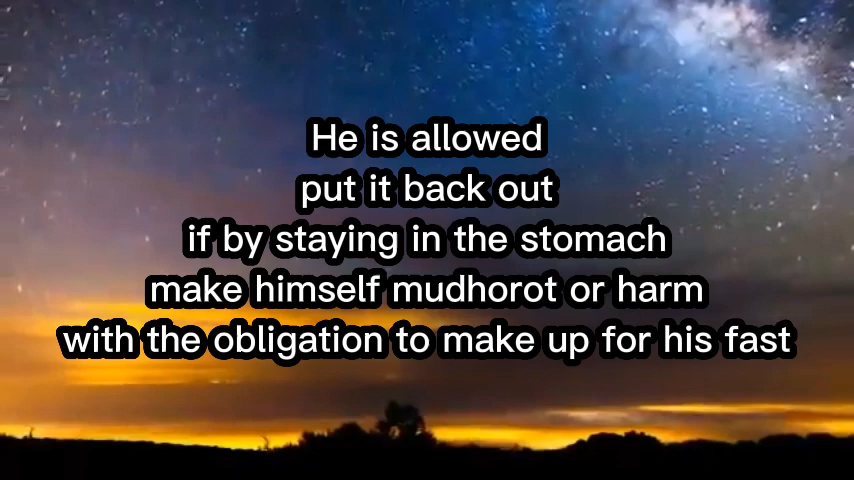 He is allowed
put it back out
if by staying in the stomach
make himself mudhorot or harm
with the obligation to make up for his fast